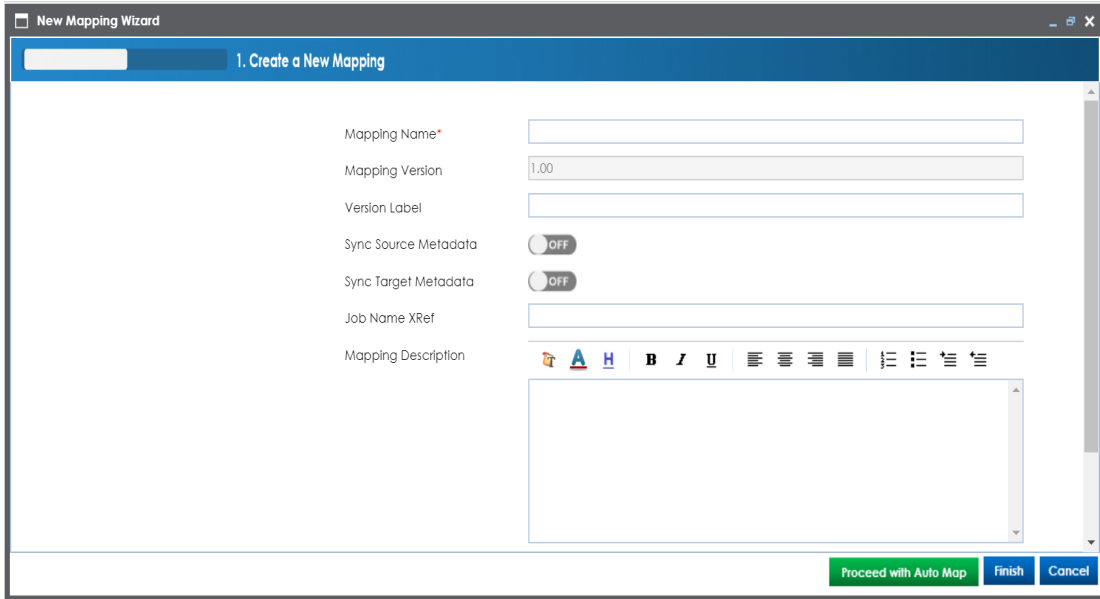 New Mapping Wizard
1. Create a New Mapping
Mapping Name*
Mapping Version 1.00
Version Label
Sync Source Metadata OFF
Sync Target Metadata OFF
Job Name XRef
Mapping Description
A H B I U
Proceed with Auto Map Finish Cancel